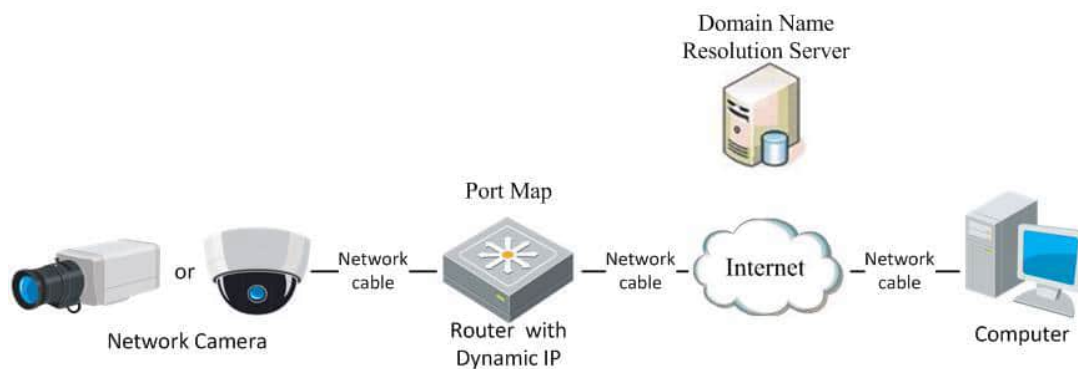 Domain Name
Resolution Server
Port Map
or
Network
cable
Network
cable
Internet
Network
cable
Network Camera
Router with
Dynamic IP
Computer